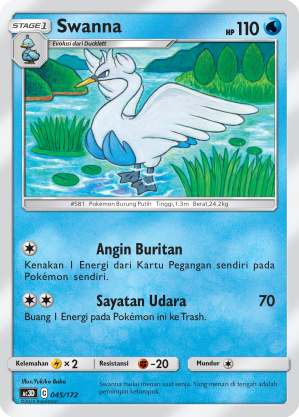 STAGE 1 Swanna HP 110
Evolusi dari Ducklett
#581 Pokémon Burung Putih Tinggi,1.3m Berat,24.2kg
Angin Buritan
Kenakan 1 Energi dari Kartu Pegangan sendiri pada
Pokémon sendiri.
Sayatan Udara 70
Buang 1 Energi pada Pokémon ini ke Trash.
Kelemahan ×2 Resistansi -20 Mundur
Illus.Yukiko Baba
C 045/172
Swanna mulai menari saat senja. Yang menari di tengah adalah